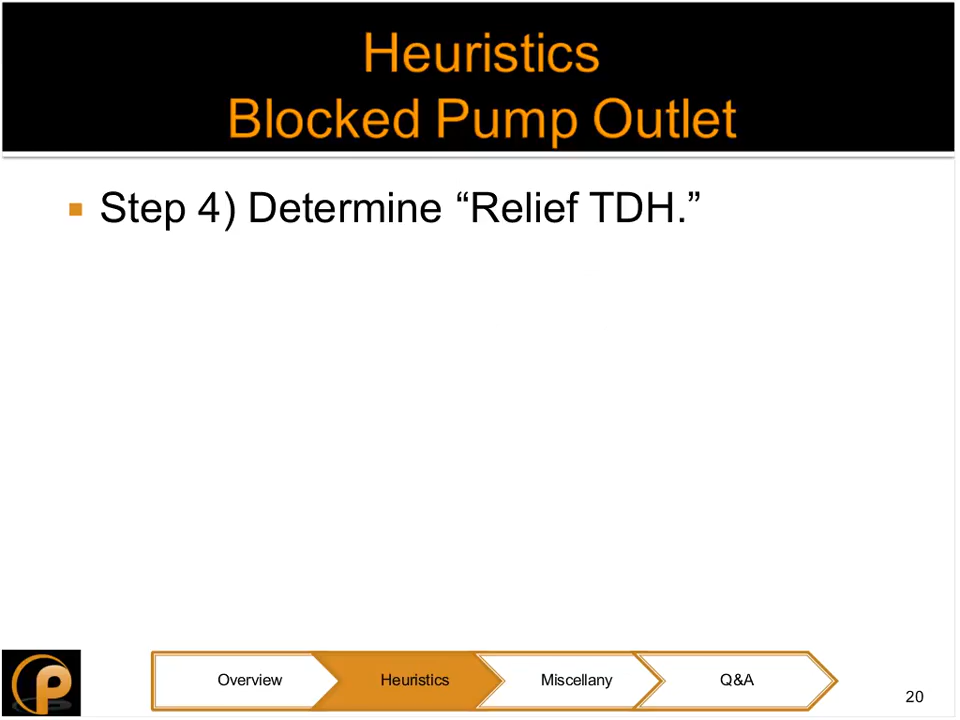 Heuristics
Blocked Pump Outlet
Step 4) Determine “Relief TDH.”
Overview
Heuristics
Miscellany
Q&A
20